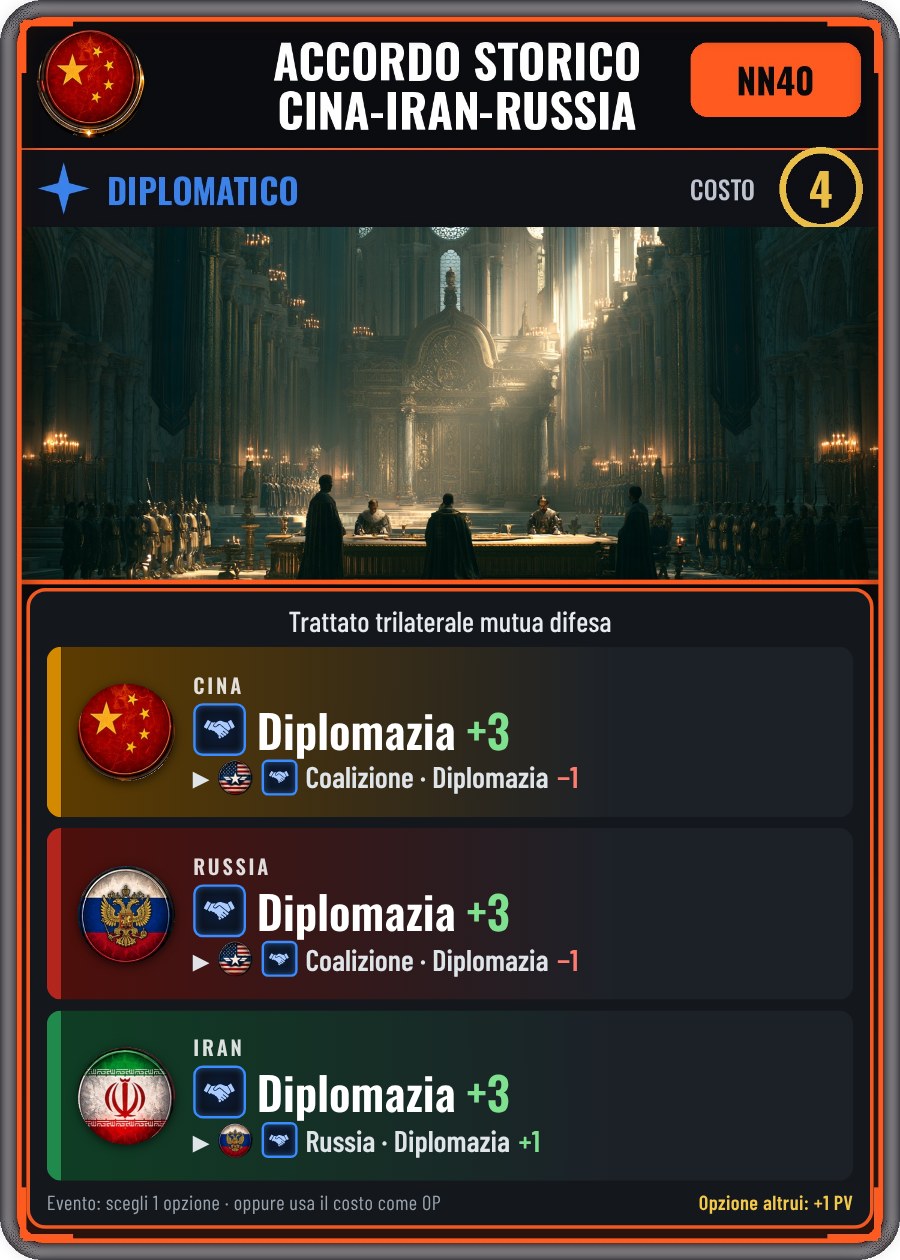 ACCORDO STORICO
CINA-IRAN-RUSSIA
NN40
DIPLOMATICO
COSTO
4
Trattato trilaterale mutua difesa
CINA
Diplomazia +3
▶ Coalizione · Diplomazia −1
RUSSIA
Diplomazia +3
▶ Coalizione · Diplomazia −1
IRAN
Diplomazia +3
▶ Russia · Diplomazia +1
Evento: scegli 1 opzione · oppure usa il costo come OP
Opzione altrui: +1 PV